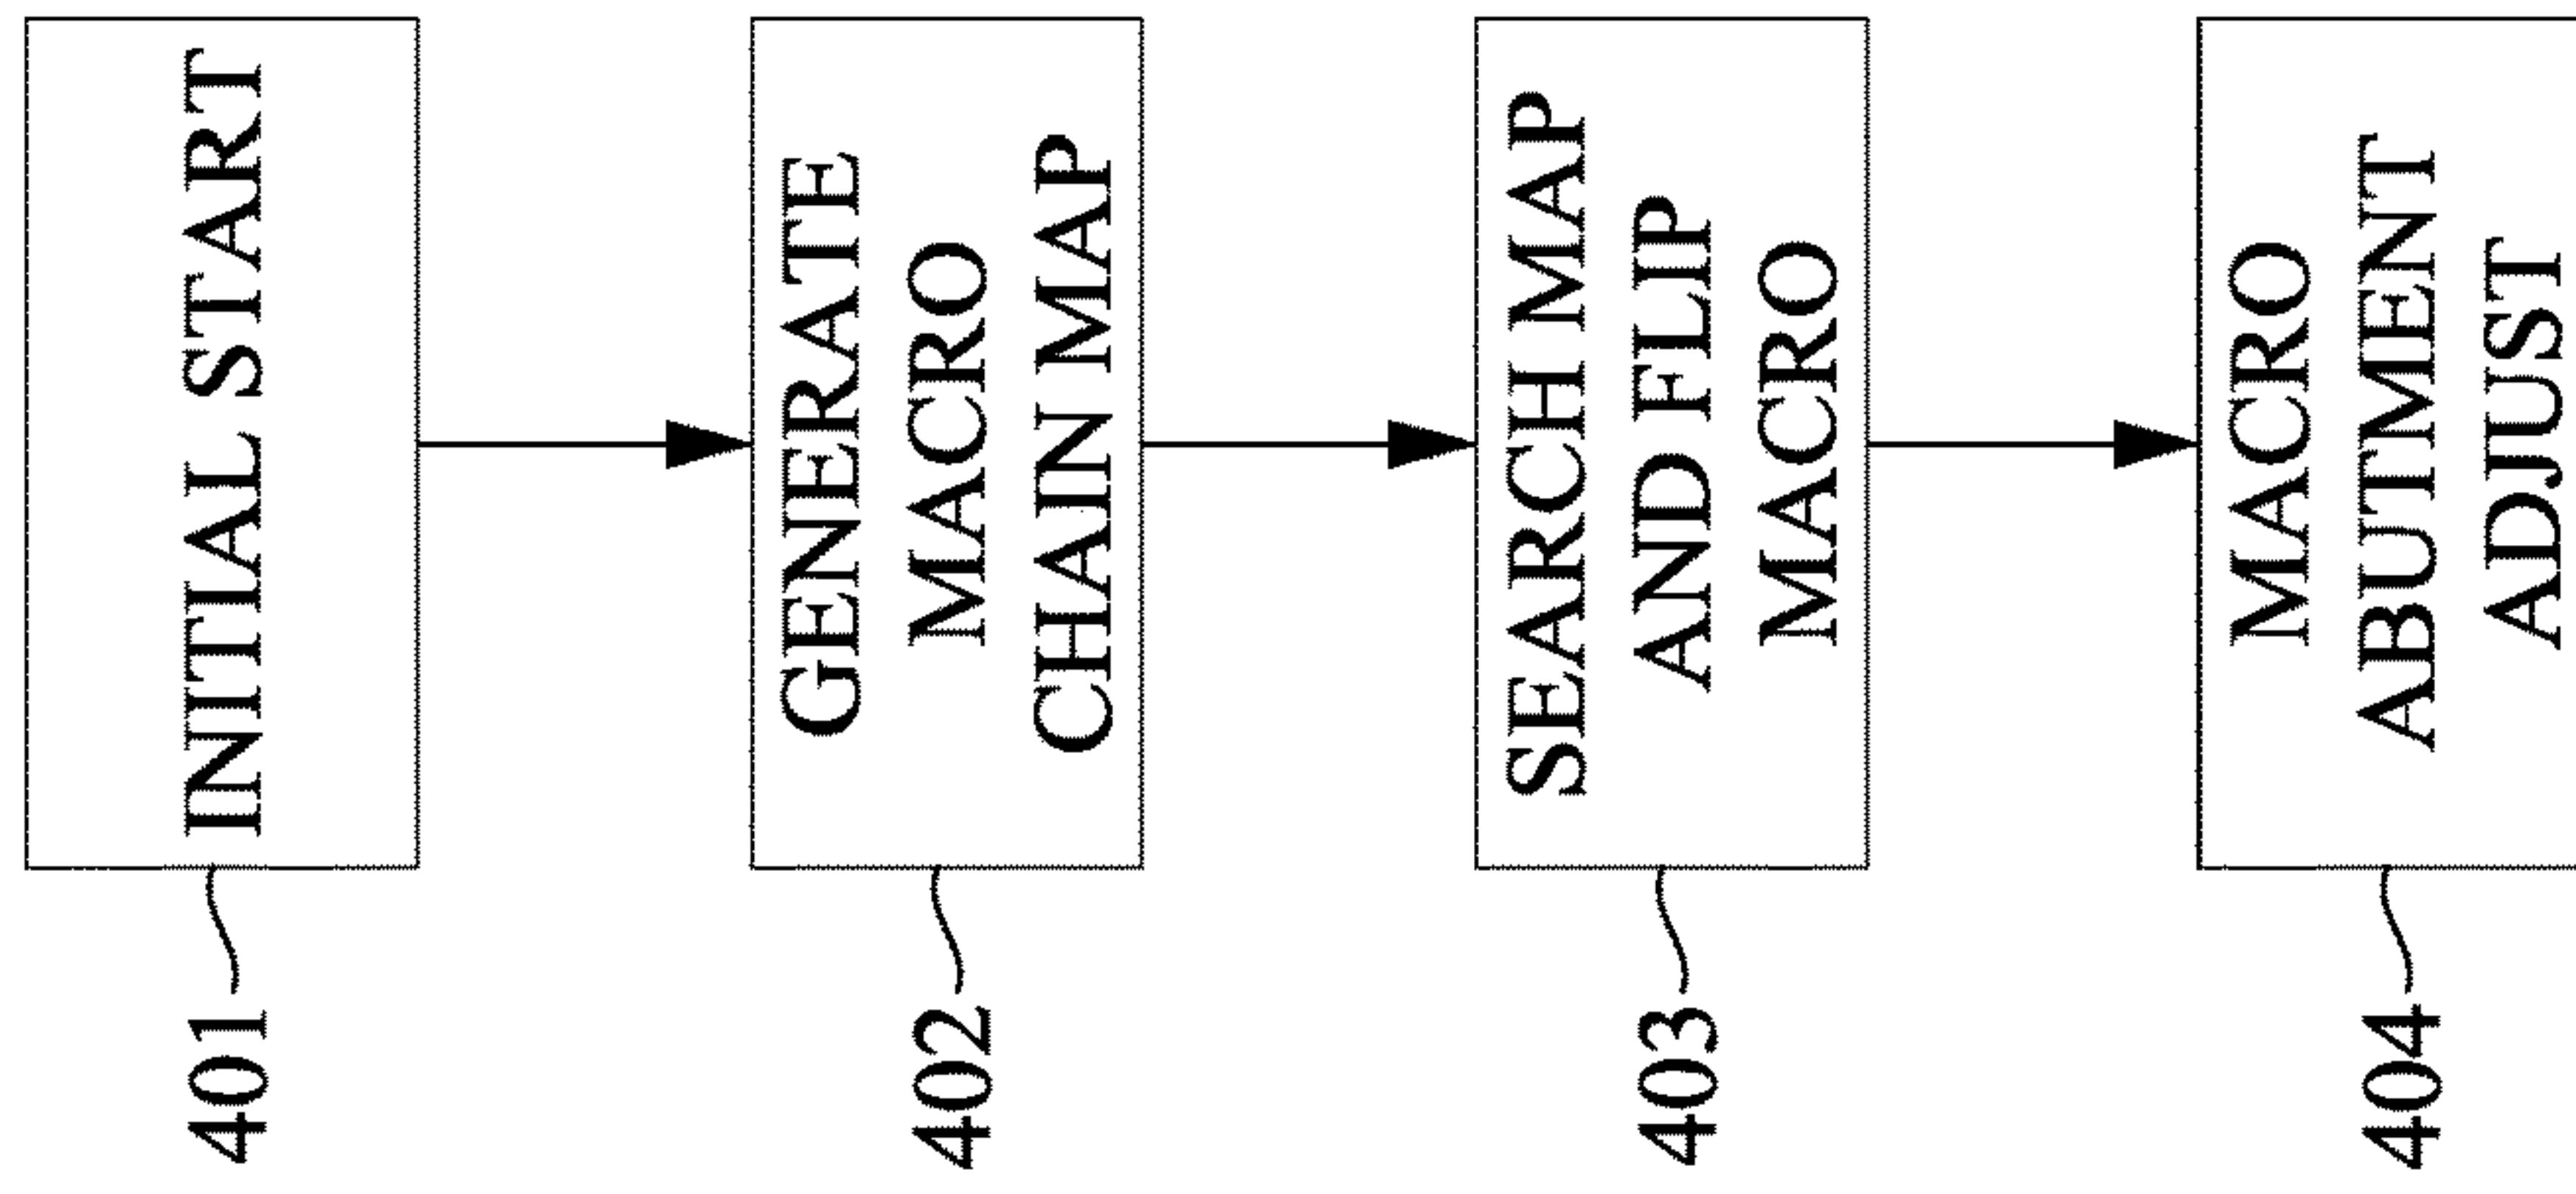 401
INITIAL START
402
GENERATE
MACRO
CHAIN MAP
403
SEARCH MAP
AND FLIP
MACRO
404
MACRO
ABUTMENT
ADJUST